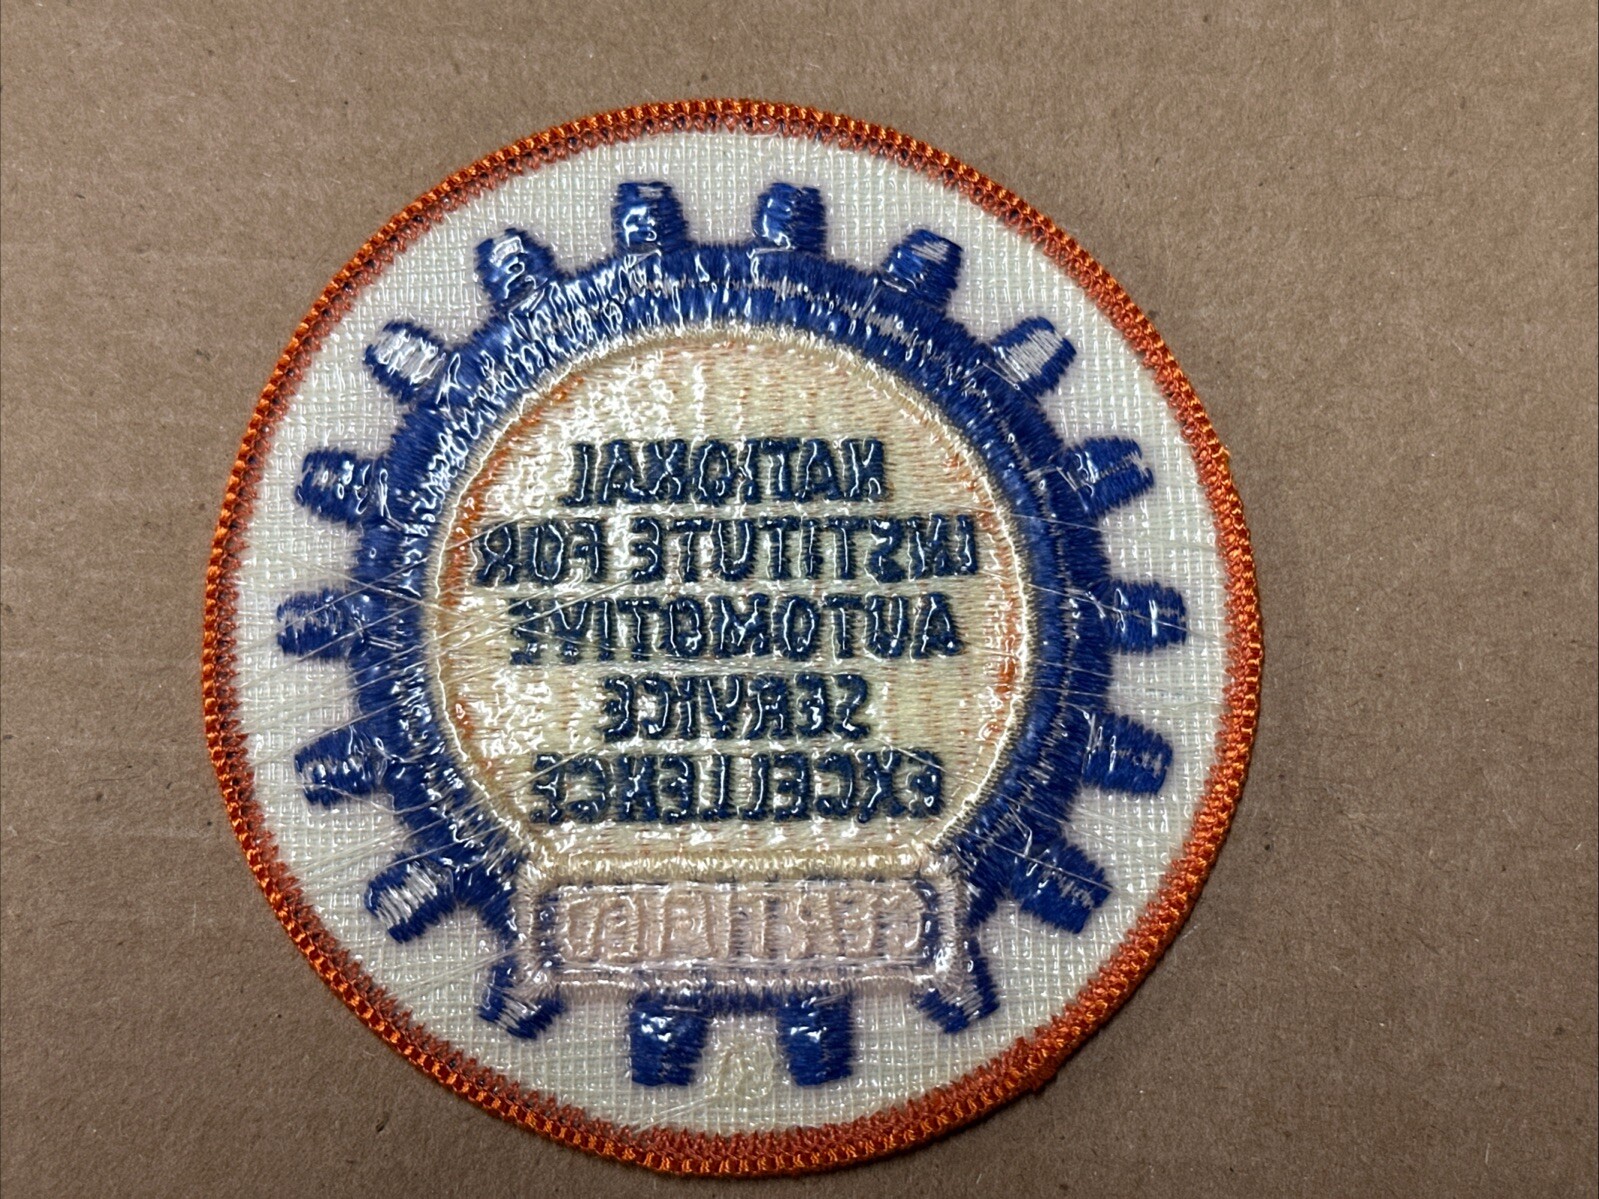 NATIONAL
INSTITUTE FOR
AUTOMOTIVE
SERVICE
EXCELLENCE
CERTIFIED